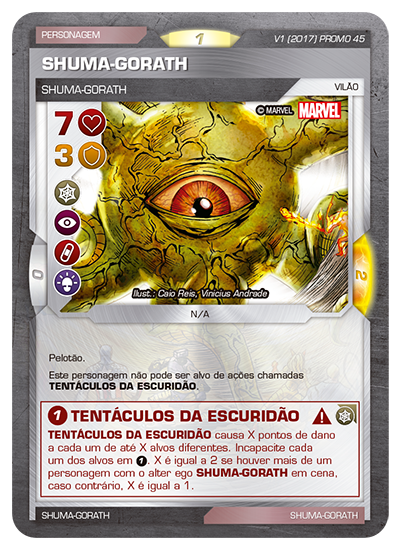 PERSONAGEM
1
V1 (2017) PROMO 45
SHUMA-GORATH
SHUMA-GORATH
VILÃO
7
© MARVEL MARVEL
3
Ilust.: Caio Reis, Vinicius Andrade
0
2
N/A
Pelotão.
Este personagem não pode ser alvo de ações chamadas
TENTÁCULOS DA ESCURIDÃO.
1 TENTÁCULOS DA ESCURIDÃO
TENTÁCULOS DA ESCURIDÃO causa X pontos de dano
a cada um de até X alvos diferentes. Incapacite cada
um dos alvos em 1. X é igual a 2 se houver mais de um
personagem com o alter ego SHUMA-GORATH em cena,
caso contrário, X é igual a 1.
SHUMA-GORATH
SHUMA-GORATH